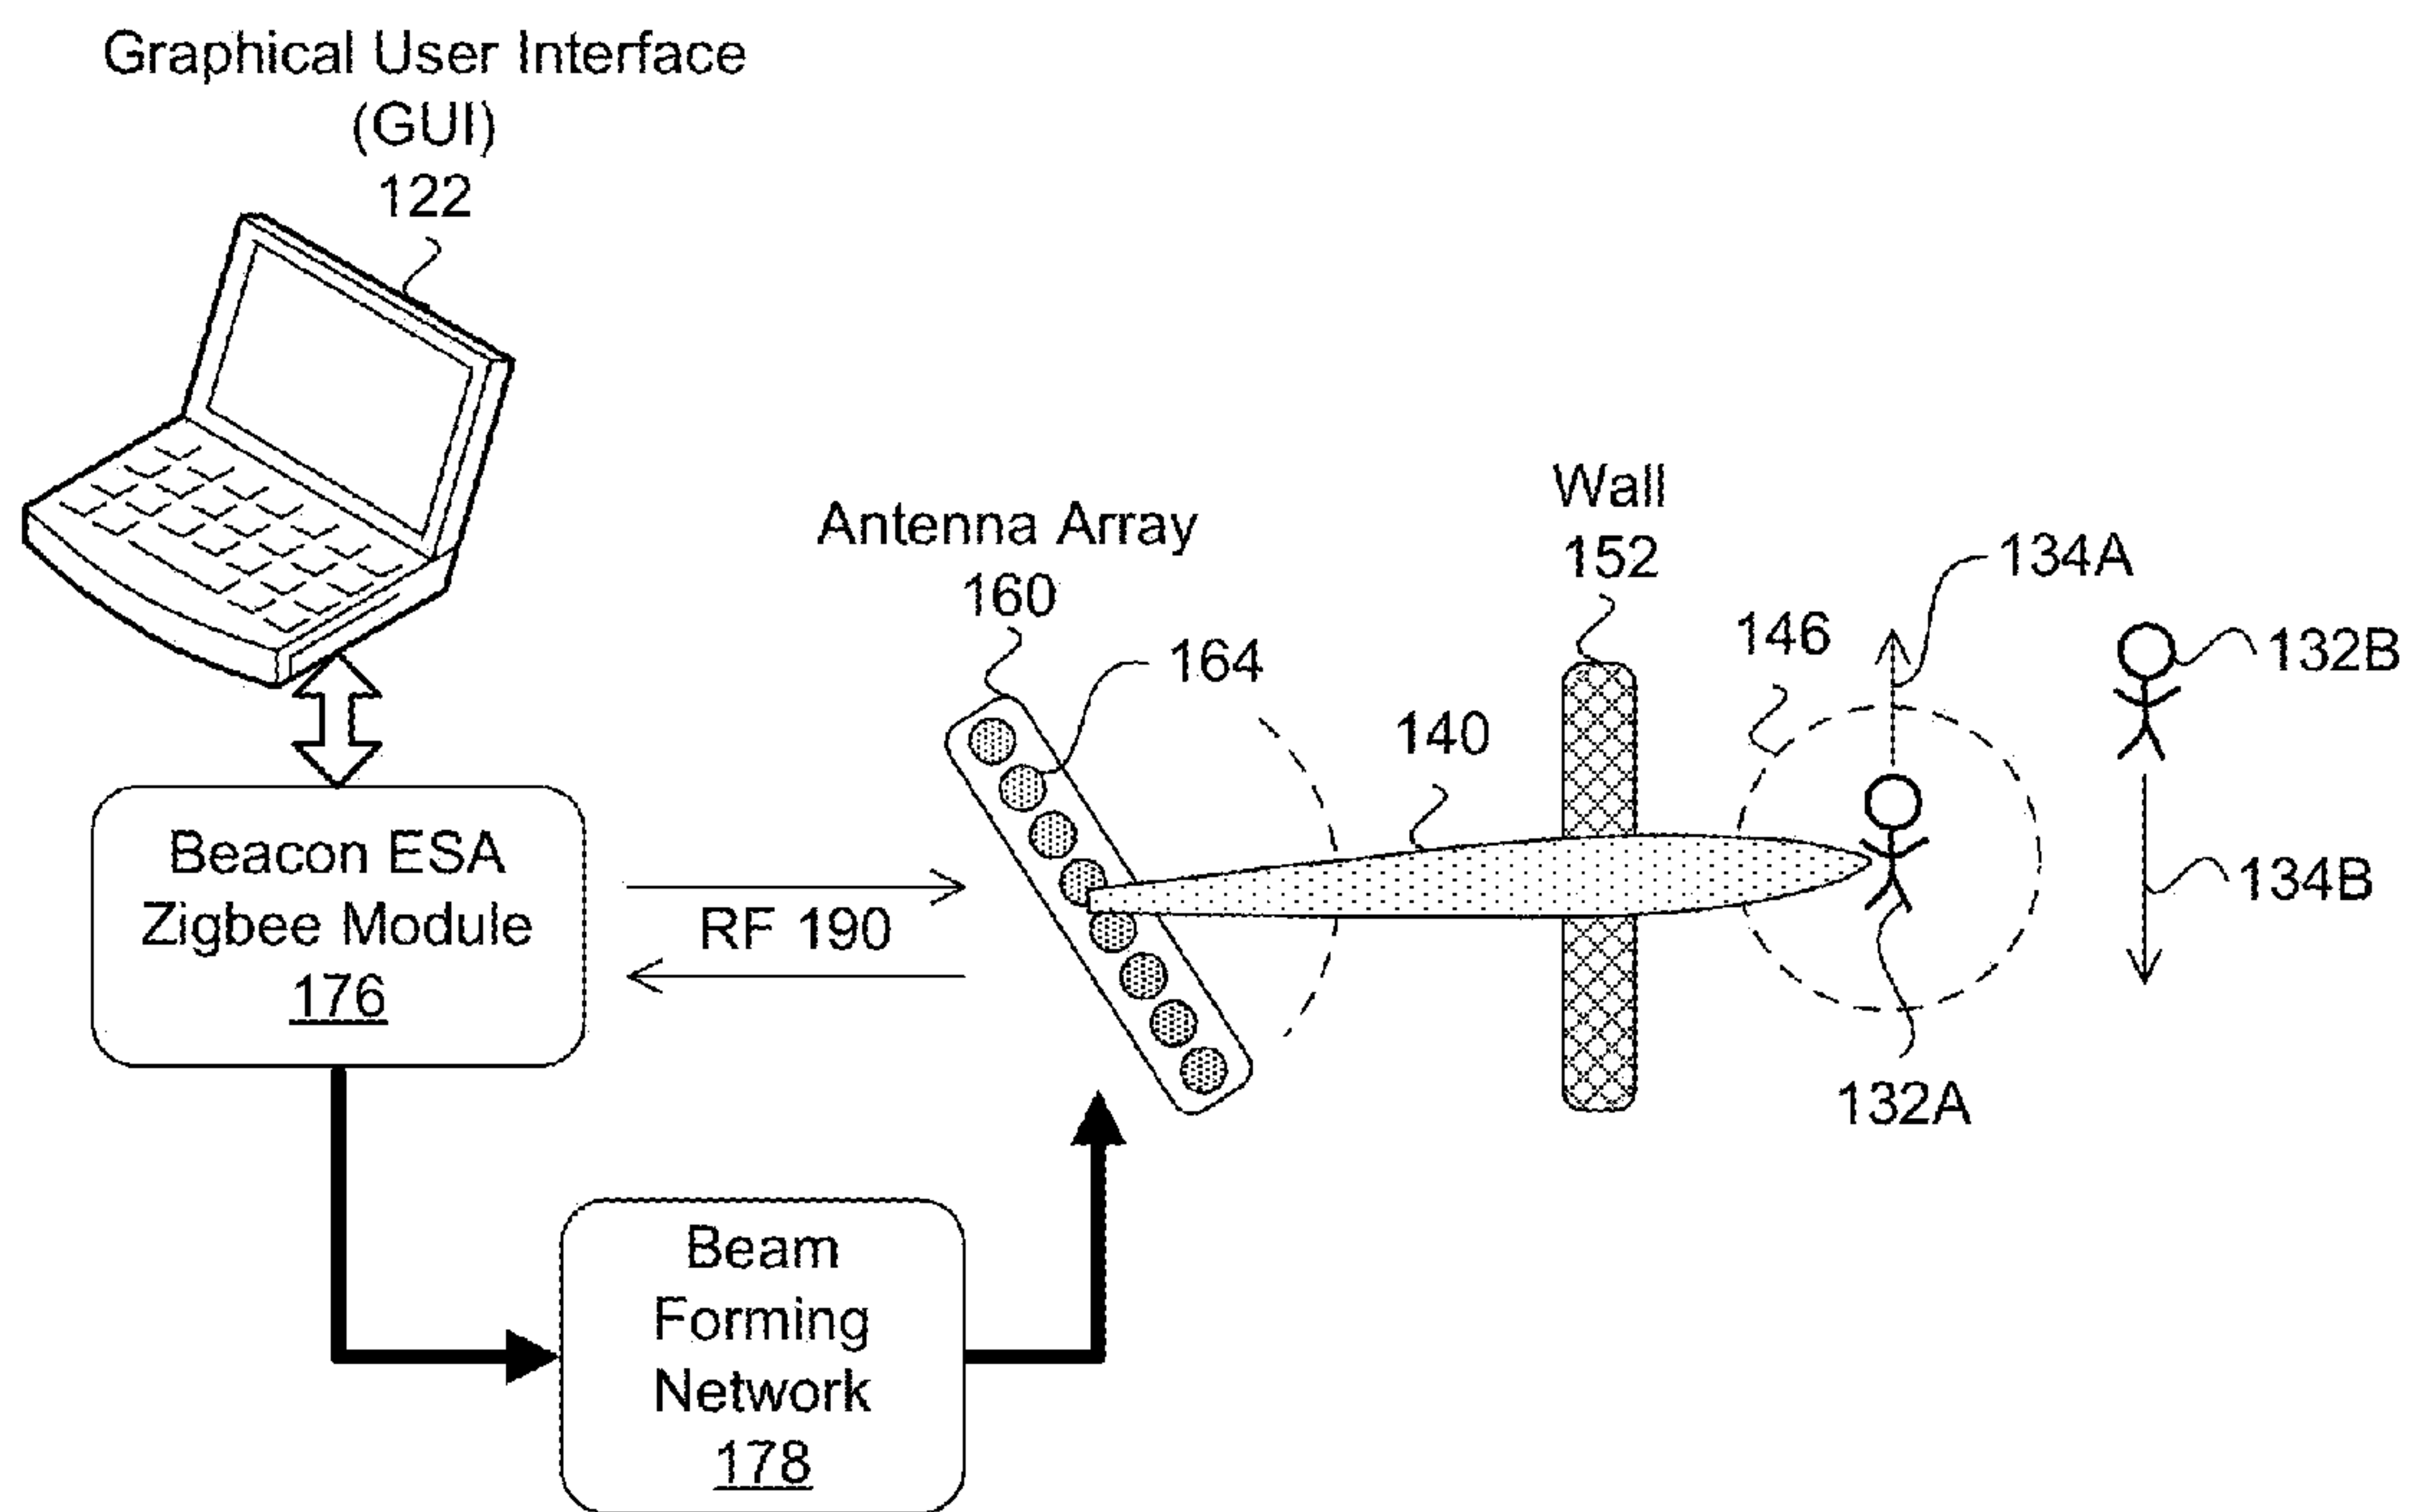 Graphical User Interface
(GUI)
122
Antenna Array
160
164
Wall
152
140
146
134A
132B
134B
132A
Beacon ESA
Zigbee Module
176
RF 190
Beam
Forming
Network
178